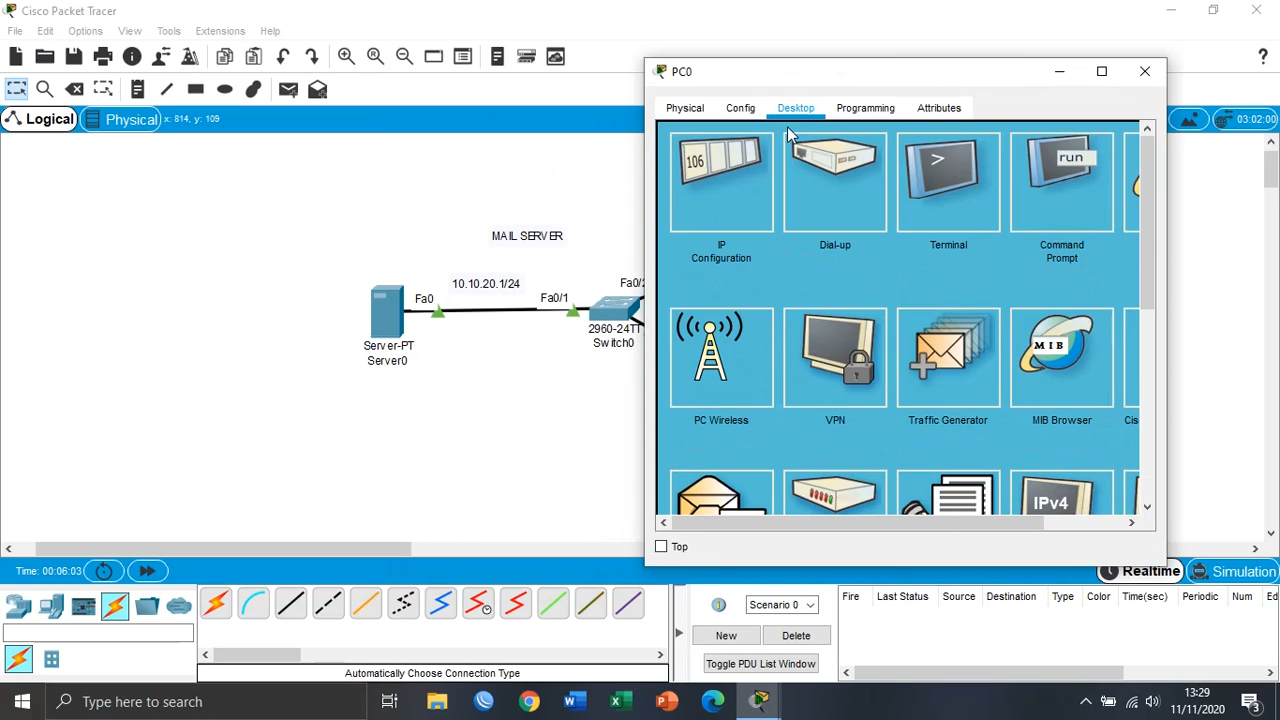 Cisco Packet Tracer
File Edit Options View Tools Extensions Help
Logical
Physical
x: 814, y: 109
03:02:00
MAIL SERVER
10.10.20.1/24
Fa0
Fa0/1
Server-PT
Server0
2960-24TT
Switch0
PC0
Physical Config Desktop Programming Attributes
106
>
run
IP
Configuration
Dial-up
Terminal
Command
Prompt
MIB
PC Wireless
VPN
Traffic Generator
MIB Browser
IPv4
Top
Time: 00:06:03
Realtime
Simulation
Automatically Choose Connection Type
Scenario 0
New
Delete
Toggle PDU List Window
Fire Last Status Source Destination Type Color Time(sec) Periodic Num
Type here to search
13:29
11/11/2020
3